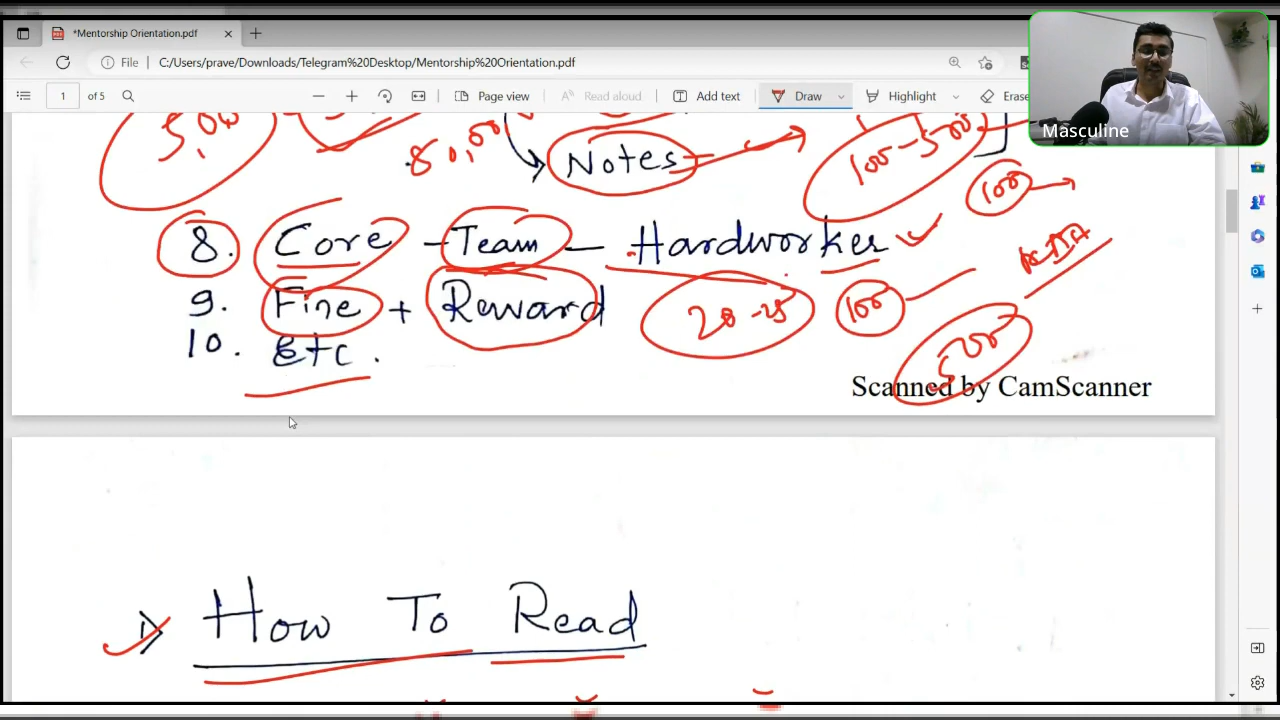 *Mentorship Orientation.pdf
File C:/Users/prave/Downloads/Telegram%20Desktop/Mentorship%20Orientation.pdf
1 of 5 Page view Read aloud Add text Draw Highlight Erase
Masculine
80,00
Notes
100-500
100
8. Core - Team - Hardworker
9. Fine + Reward 20-25 100
10. Etc.
Scanned by CamScanner
1) How To Read